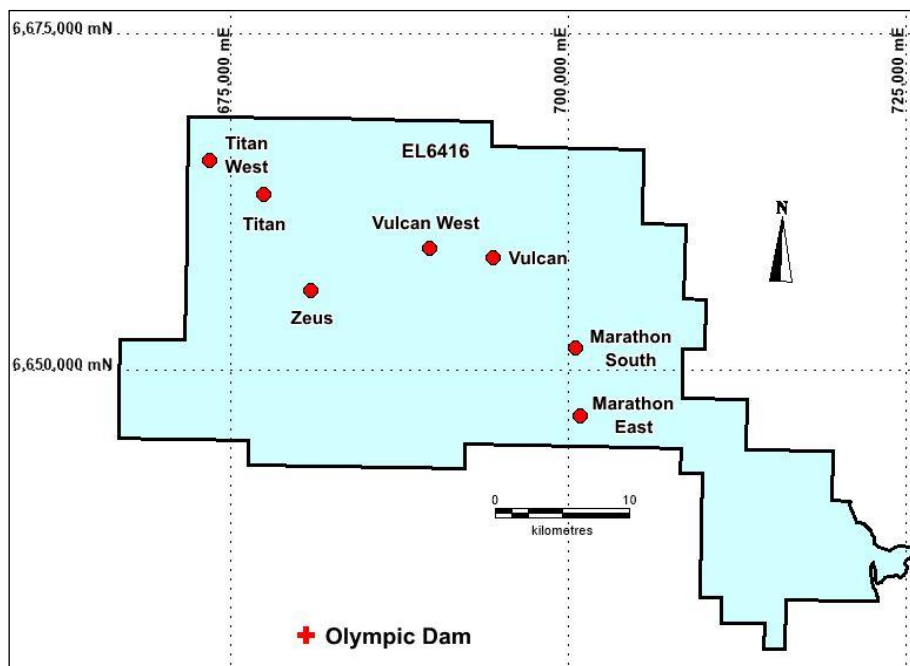 6,675,000 mN
675,000 mE
700,000 mE
725,000 mE
Titan
West
EL6416
Titan
Vulcan West
Vulcan
N
Zeus
Marathon
South
6,650,000 mN
Marathon
East
0 10
kilometres
Olympic Dam